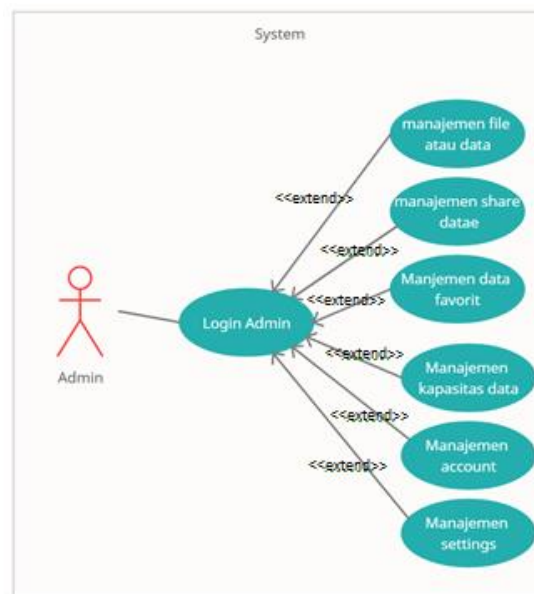 System
manajemen file
atau data
<<extend>>
manajemen share
datae
<<extend>>
Manjemen data
favorit
<<extend>>
Login Admin
Admin
<<extend>>
Manajemen
kapasitas data
<<extend>>
Manajemen
account
<<extend>>
Manajemen
settings